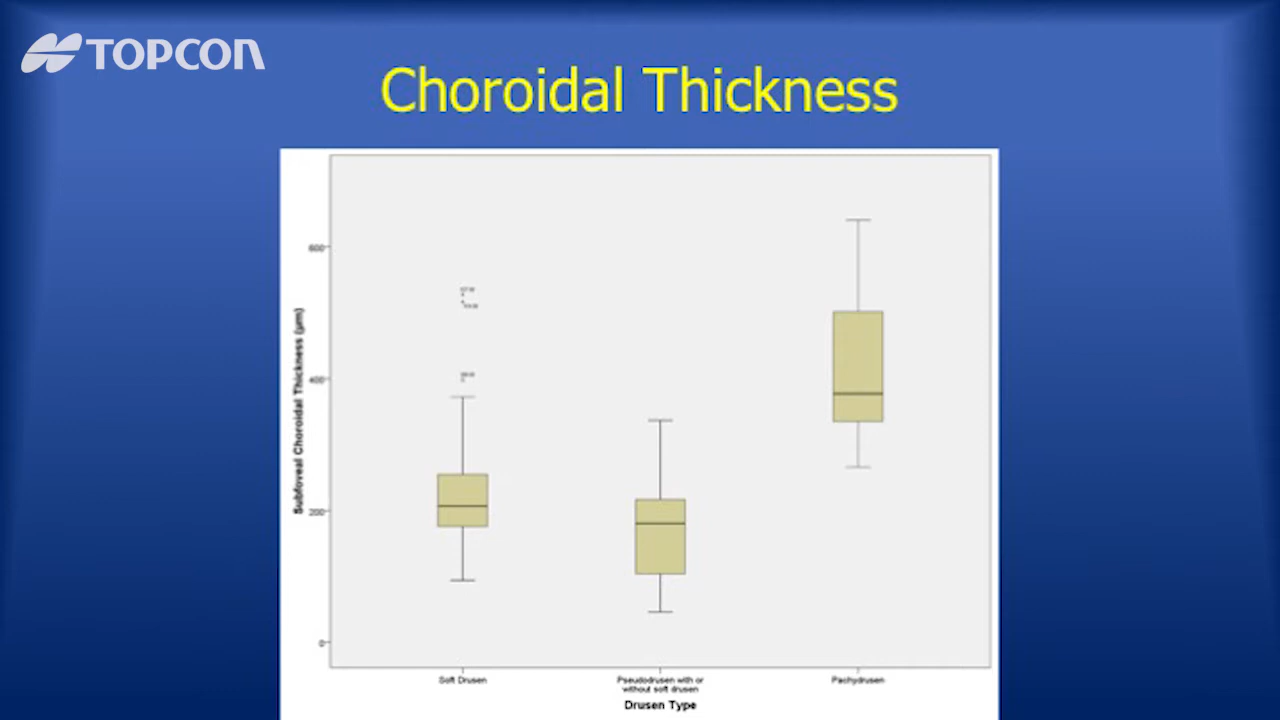 TOPCON
Choroidal Thickness
Subfoveal Choroidal Thickness (µm)
600
400
200
0
Soft Drusen
Pseudodrusen with or
without soft drusen
Pachydrusen
Drusen Type